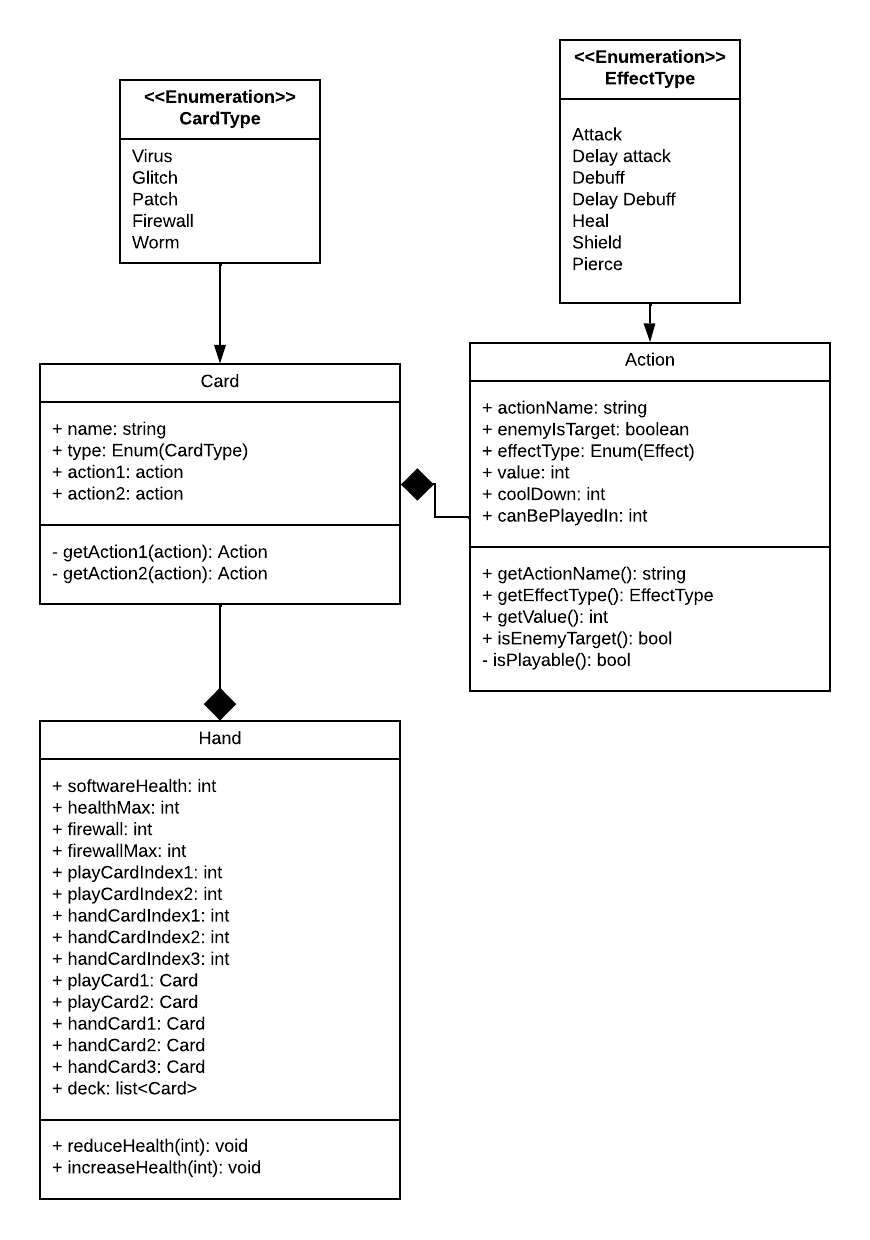 <<Enumeration>>
CardType
Virus
Glitch
Patch
Firewall
Worm
<<Enumeration>>
EffectType
Attack
Delay attack
Debuff
Delay Debuff
Heal
Shield
Pierce
Card
+ name: string
+ type: Enum(CardType)
+ action1: action
+ action2: action
- getAction1(action): Action
- getAction2(action): Action
Action
+ actionName: string
+ enemyIsTarget: boolean
+ effectType: Enum(Effect)
+ value: int
+ coolDown: int
+ canBePlayedIn: int
+ getActionName(): string
+ getEffectType(): EffectType
+ getValue(): int
+ isEnemyTarget(): bool
- isPlayable(): bool
Hand
+ softwareHealth: int
+ healthMax: int
+ firewall: int
+ firewallMax: int
+ playCardIndex1: int
+ playCardIndex2: int
+ handCardIndex1: int
+ handCardIndex2: int
+ handCardIndex3: int
+ playCard1: Card
+ playCard2: Card
+ handCard1: Card
+ handCard2: Card
+ handCard3: Card
+ deck: list<Card>
+ reduceHealth(int): void
+ increaseHealth(int): void